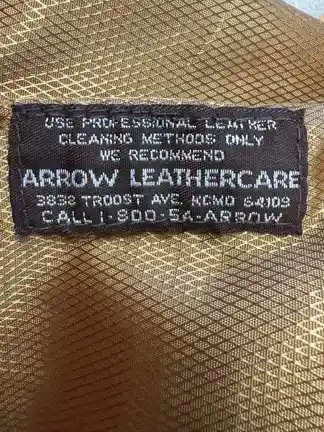 USE PROFESSIONAL LEATHER
CLEANING METHODS ONLY
WE RECOMMEND
ARROW LEATHERCARE
3838 TROOST AVE. KCMO 64109
CALL 1-800-54-ARROW